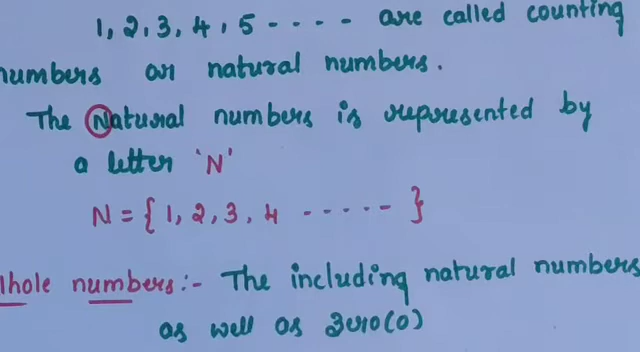 1, 2, 3, 4, 5 - - - - are called counting
numbers or natural numbers.
The Natural numbers is represented by
a letter 'N'
N = { 1, 2, 3, 4 - - - - - }
Whole numbers:- The including natural numbers
as well as zero(0)